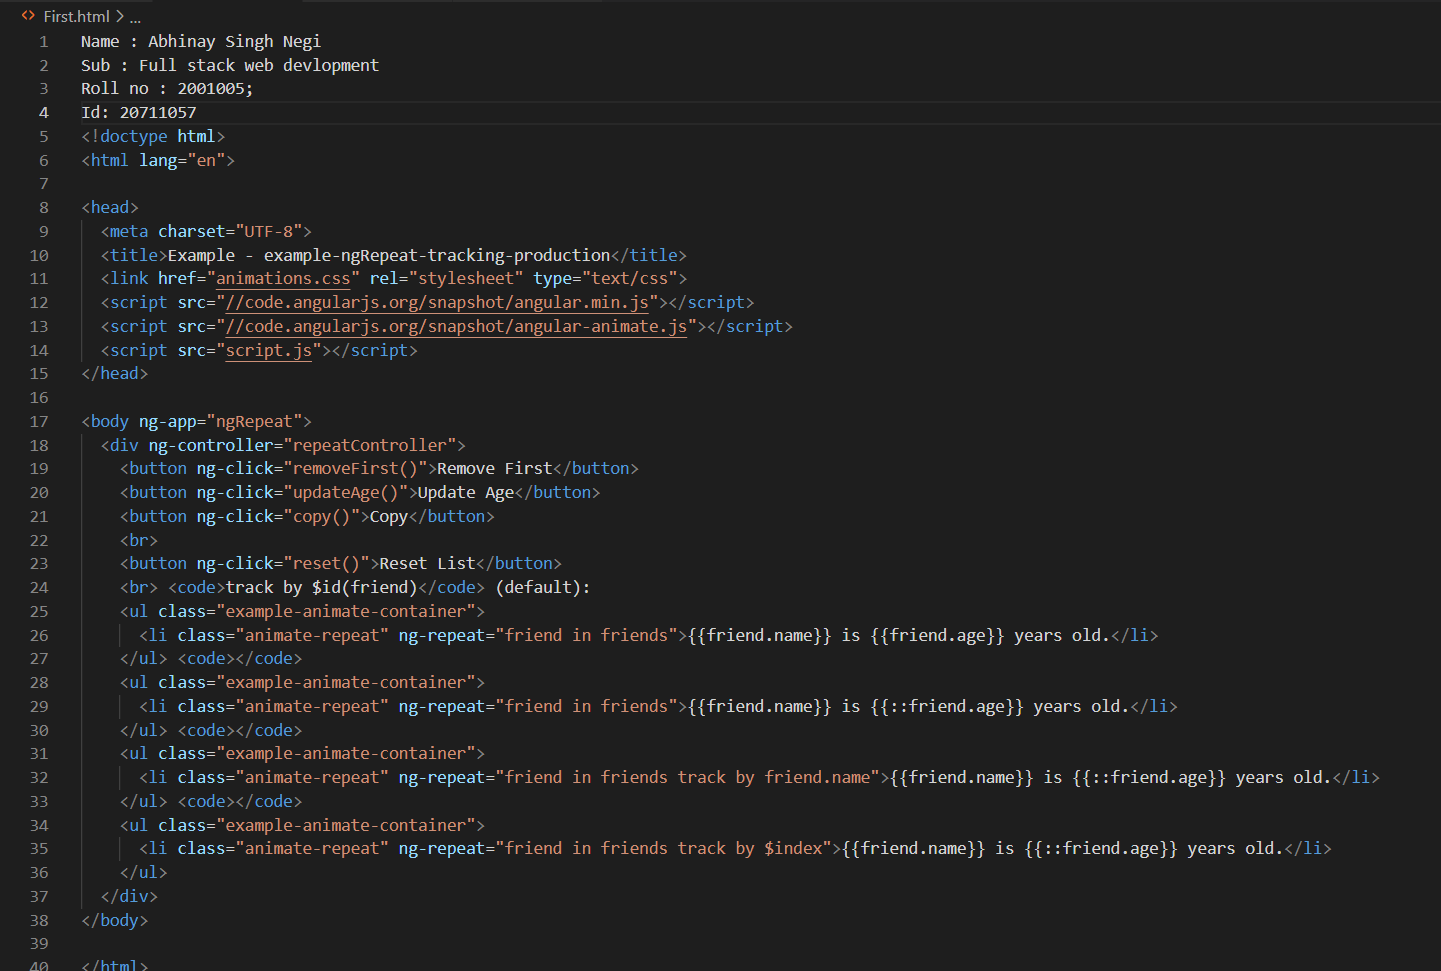 First.html > ...
1 Name : Abhinay Singh Negi
2 Sub : Full stack web devlopment
3 Roll no : 2001005;
4 Id: 20711057
5 <!doctype html>
6 <html lang="en">
7
8 <head>
9   <meta charset="UTF-8">
10   <title>Example - example-ngRepeat-tracking-production</title>
11   <link href="animations.css" rel="stylesheet" type="text/css">
12   <script src="//code.angularjs.org/snapshot/angular.min.js"></script>
13   <script src="//code.angularjs.org/snapshot/angular-animate.js"></script>
14   <script src="script.js"></script>
15 </head>
16
17 <body ng-app="ngRepeat">
18   <div ng-controller="repeatController">
19     <button ng-click="removeFirst()">Remove First</button>
20     <button ng-click="updateAge()">Update Age</button>
21     <button ng-click="copy()">Copy</button>
22     <br>
23     <button ng-click="reset()">Reset List</button>
24     <br> <code>track by $id(friend)</code> (default):
25     <ul class="example-animate-container">
26       <li class="animate-repeat" ng-repeat="friend in friends">{{friend.name}} is {{friend.age}} years old.</li>
27     </ul> <code></code>
28     <ul class="example-animate-container">
29       <li class="animate-repeat" ng-repeat="friend in friends">{{friend.name}} is {{::friend.age}} years old.</li>
30     </ul> <code></code>
31     <ul class="example-animate-container">
32       <li class="animate-repeat" ng-repeat="friend in friends track by friend.name">{{friend.name}} is {{::friend.age}} years old.</li>
33     </ul> <code></code>
34     <ul class="example-animate-container">
35       <li class="animate-repeat" ng-repeat="friend in friends track by $index">{{friend.name}} is {{::friend.age}} years old.</li>
36     </ul>
37   </div>
38 </body>
39
40 </html>